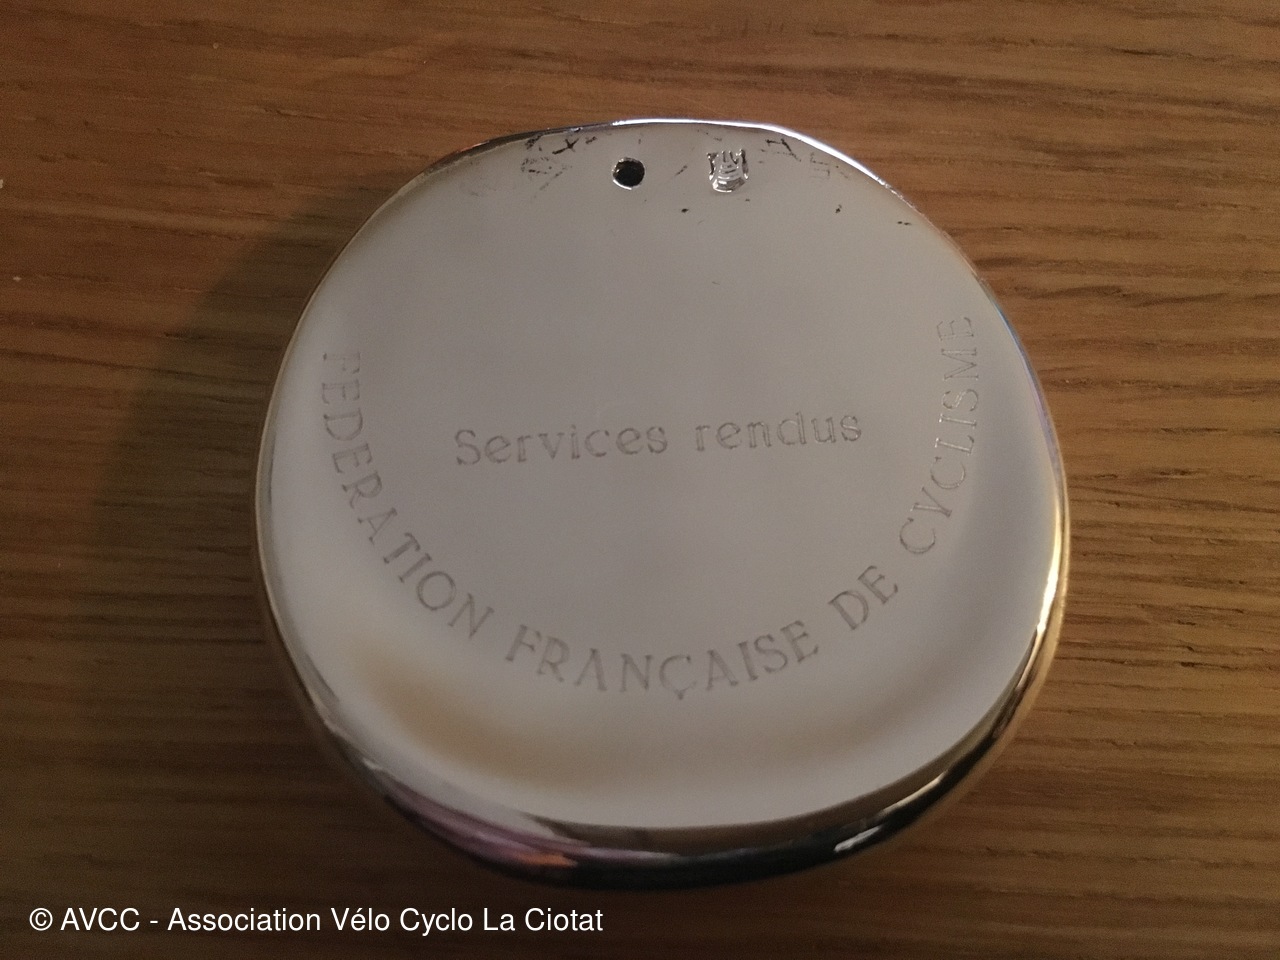 Services rendus
FEDERATION FRANÇAISE DE CYCLISME
© AVCC - Association Vélo Cyclo La Ciotat